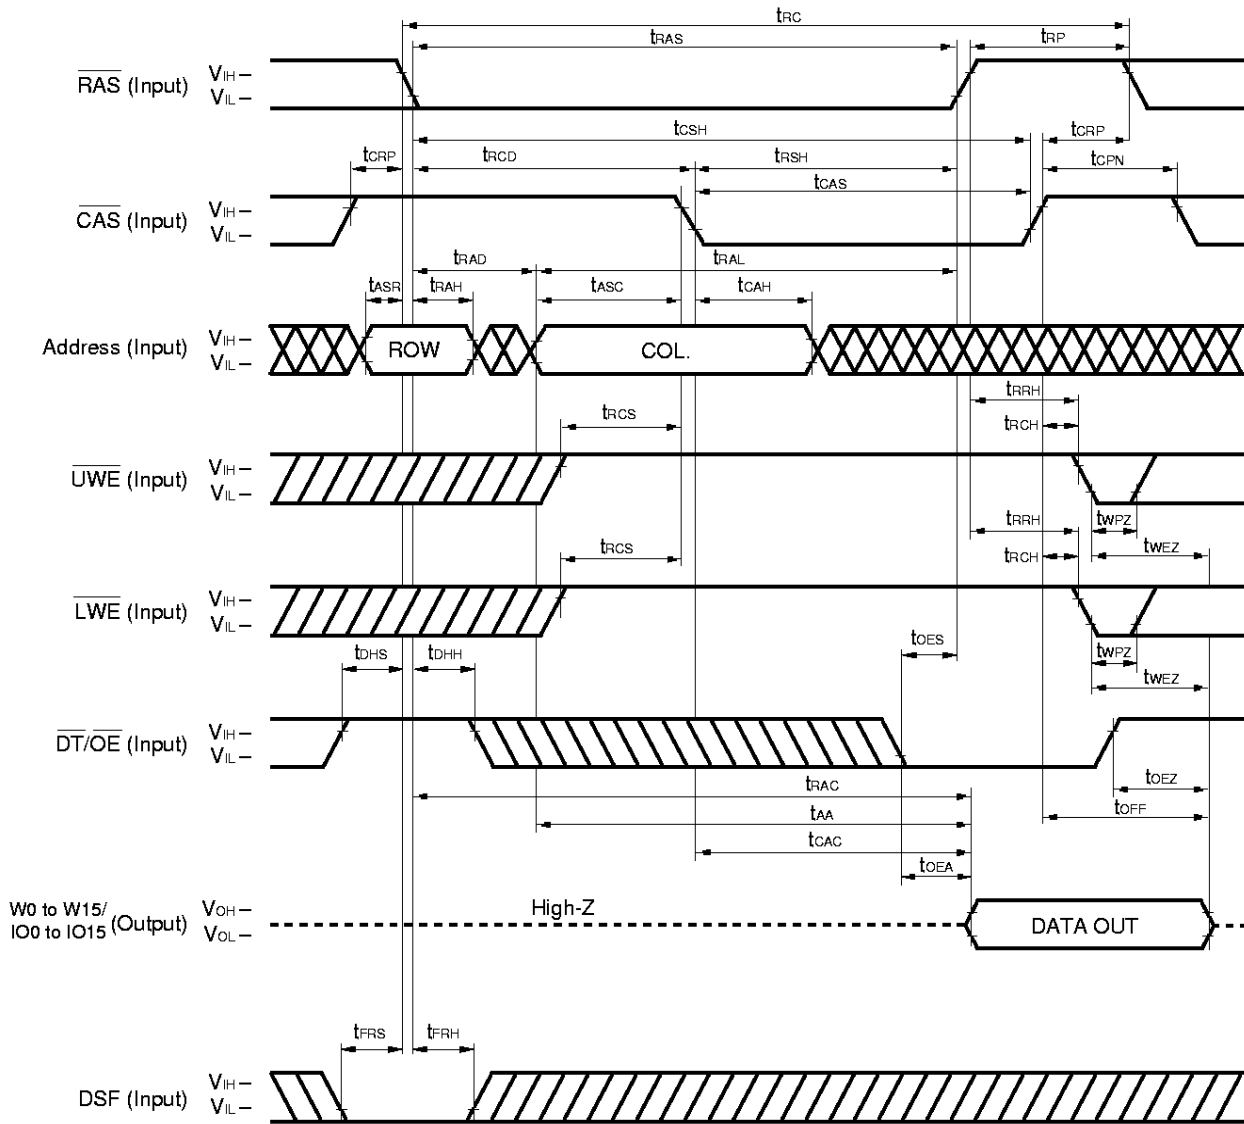 tRC
tRAS
tRP
RAS (Input)
VIH –
VIL –
tCSH
tCRP
tCRP
tRCD
tRSH
tCPN
tCAS
CAS (Input)
VIH –
VIL –
tRAD
tRAL
tASR
tRAH
tASC
tCAH
Address (Input)
VIH –
VIL –
ROW
COL.
tRRH
tRCS
tRCH
UWE (Input)
VIH –
VIL –
tWPZ
tRRH
tWEZ
tRCS
tRCH
LWE (Input)
VIH –
VIL –
tOES
tWPZ
tDHS
tDHH
tWEZ
DT/OE (Input)
VIH –
VIL –
tOEZ
tRAC
tOFF
tAA
tCAC
tOEA
W0 to W15/
IO0 to IO15 (Output)
VOH –
VOL –
High-Z
DATA OUT
tFRS
tFRH
DSF (Input)
VIH –
VIL –